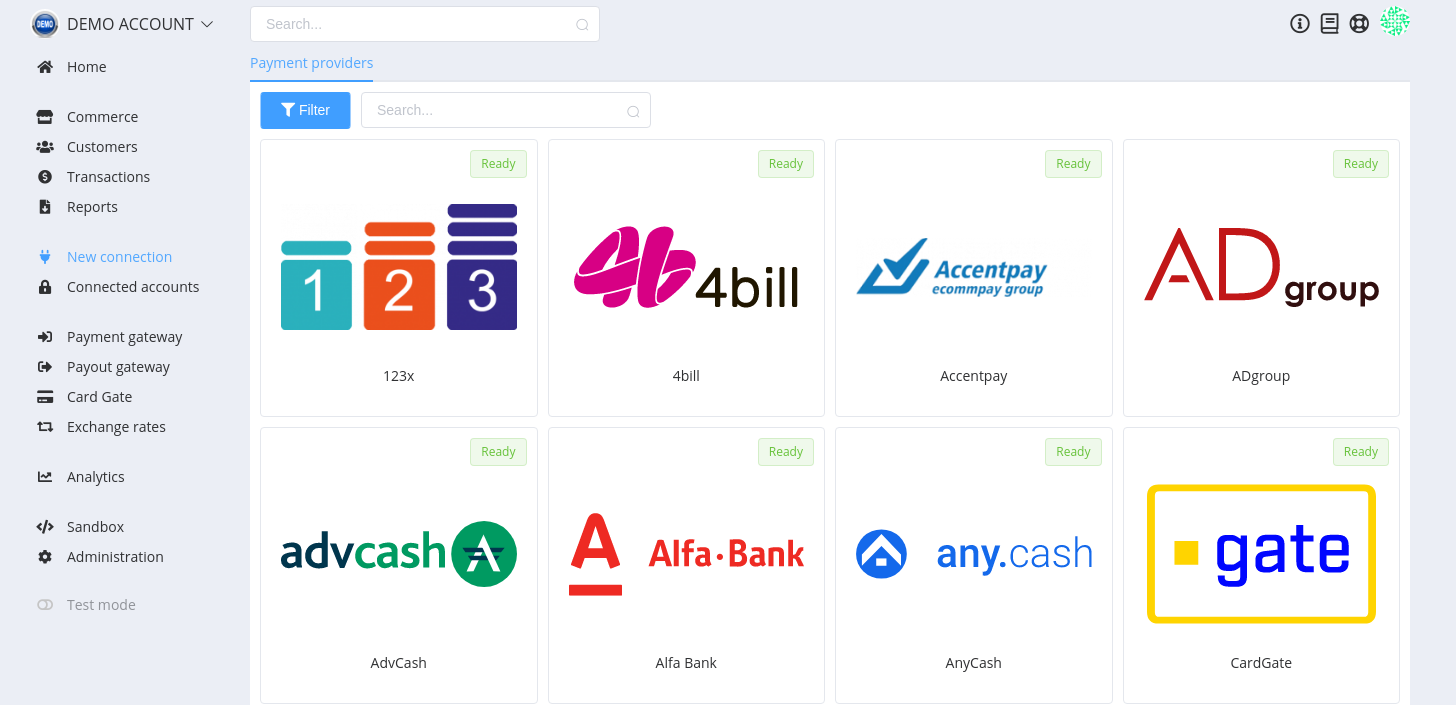 DEMO
DEMO ACCOUNT
Search...
Home
Commerce
Customers
Transactions
Reports
New connection
Connected accounts
Payment gateway
Payout gateway
Card Gate
Exchange rates
Analytics
Sandbox
Administration
Test mode
Payment providers
Filter
Search...
Ready
1 2 3
123x
Ready
4b 4bill
4bill
Ready
Accentpay
ecommpay group
Accentpay
Ready
AD group
ADgroup
Ready
advcash
AdvCash
Ready
A Alfa·Bank
Alfa Bank
Ready
any.cash
AnyCash
Ready
gate
CardGate